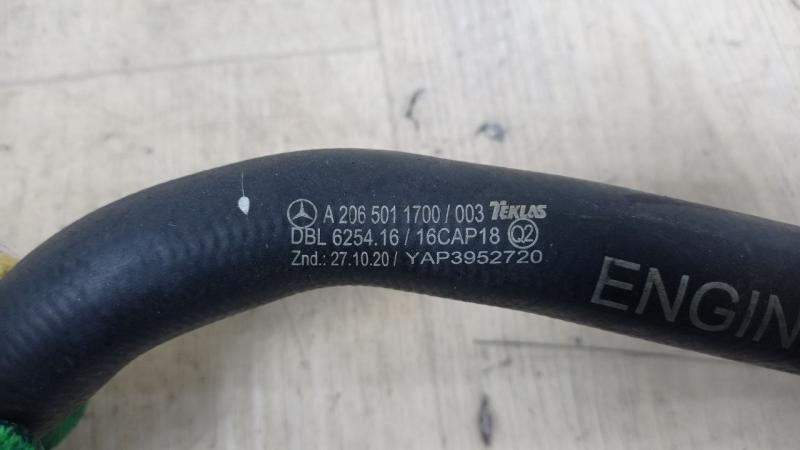 A 206 501 1700 / 003 TEKLAS
DBL 6254.16 / 16CAP18 Q2
Znd.: 27.10.20 / YAP3952720
ENGIN